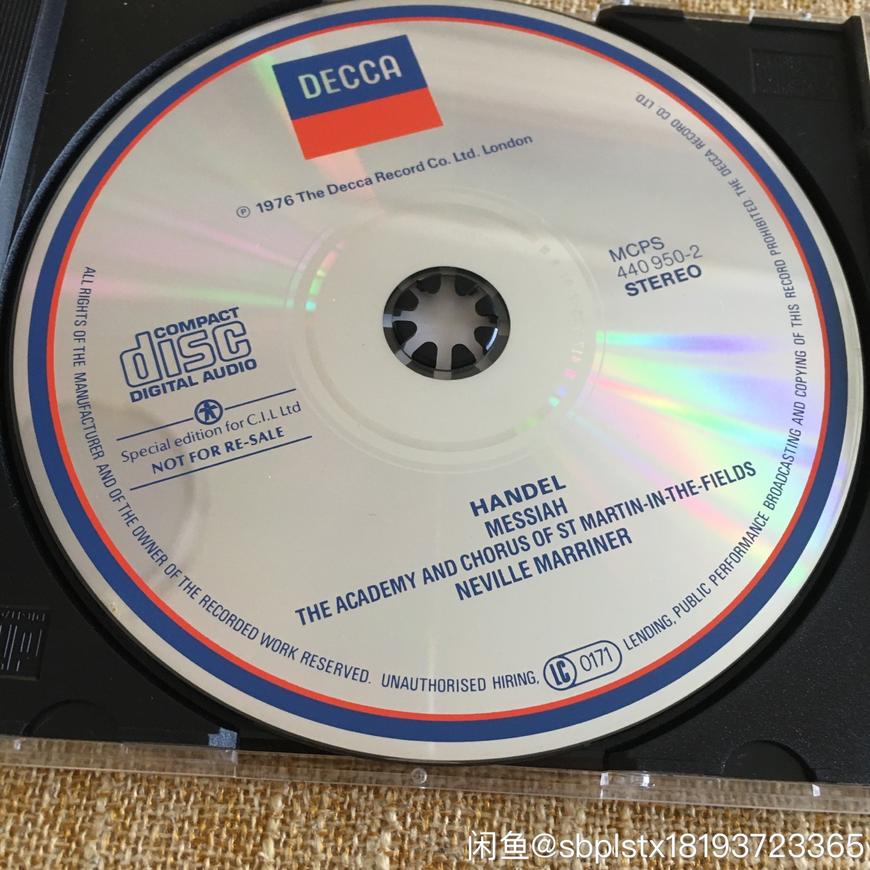 DECCA
℗ 1976 The Decca Record Co. Ltd. London
MCPS
440 950-2
STEREO
COMPACT
disc
DIGITAL AUDIO
Special edition for C.I.L Ltd
NOT FOR RE-SALE
HANDEL
MESSIAH
THE ACADEMY AND CHORUS OF ST MARTIN-IN-THE-FIELDS
NEVILLE MARRINER
ALL RIGHTS OF THE MANUFACTURER AND OF THE OWNER OF THE RECORDED WORK RESERVED. UNAUTHORISED HIRING, LC 0171 LENDING, PUBLIC PERFORMANCE BROADCASTING AND COPYING OF THIS RECORD PROHIBITED. THE DECCA RECORD CO. LTD.
闲鱼@sbplstx18193723365